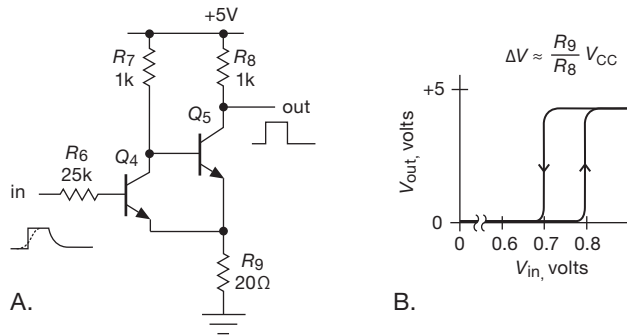 +5V
R7
1k
R8
1k
out
Q5
Q4
R6
25k
in
R9
20Ω
A.
ΔV ≈ R9/R8 VCC
+5
Vout, volts
0
0 0.6 0.7 0.8
Vin, volts
B.